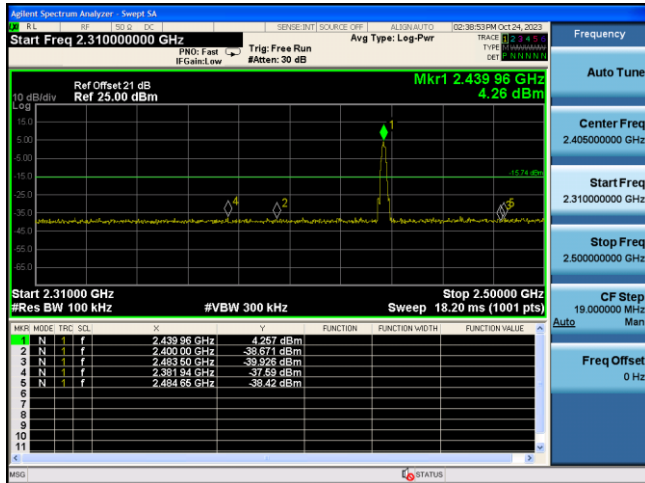 Agilent Spectrum Analyzer - Swept SA
RL RF 50 Ω DC SENSE:INT SOURCE OFF ALIGNAUTO 02:38:53 PM Oct 24, 2023
Start Freq 2.310000000 GHz
PNO: Fast
IFGain:Low
Trig: Free Run
#Atten: 30 dB
Avg Type: Log-Pwr
TRACE 1 2 3 4 5 6
TYPE M
DET P N N N N N
Ref Offset 21 dB
Ref 25.00 dBm
10 dB/div
Log
Mkr1 2.439 96 GHz
4.26 dBm
15.0
5.00
-5.00
-15.0
-25.0
-35.0
-45.0
-55.0
-65.0
1
-15.74 dBm
4
2
3
5
Start 2.31000 GHz
#Res BW 100 kHz
#VBW 300 kHz
Stop 2.50000 GHz
Sweep 18.20 ms (1001 pts)
MKR MODE TRC SCL X Y FUNCTION FUNCTION WIDTH FUNCTION VALUE
1 N 1 f 2.439 96 GHz 4.257 dBm
2 N 1 f 2.400 00 GHz -38.671 dBm
3 N 1 f 2.483 50 GHz -39.926 dBm
4 N 1 f 2.381 94 GHz -37.59 dBm
5 N 1 f 2.484 65 GHz -38.42 dBm
6
7
8
9
10
11
MSG
STATUS
Frequency
Auto Tune
Center Freq
2.405000000 GHz
Start Freq
2.310000000 GHz
Stop Freq
2.500000000 GHz
CF Step
19.000000 MHz
Auto Man
Freq Offset
0 Hz